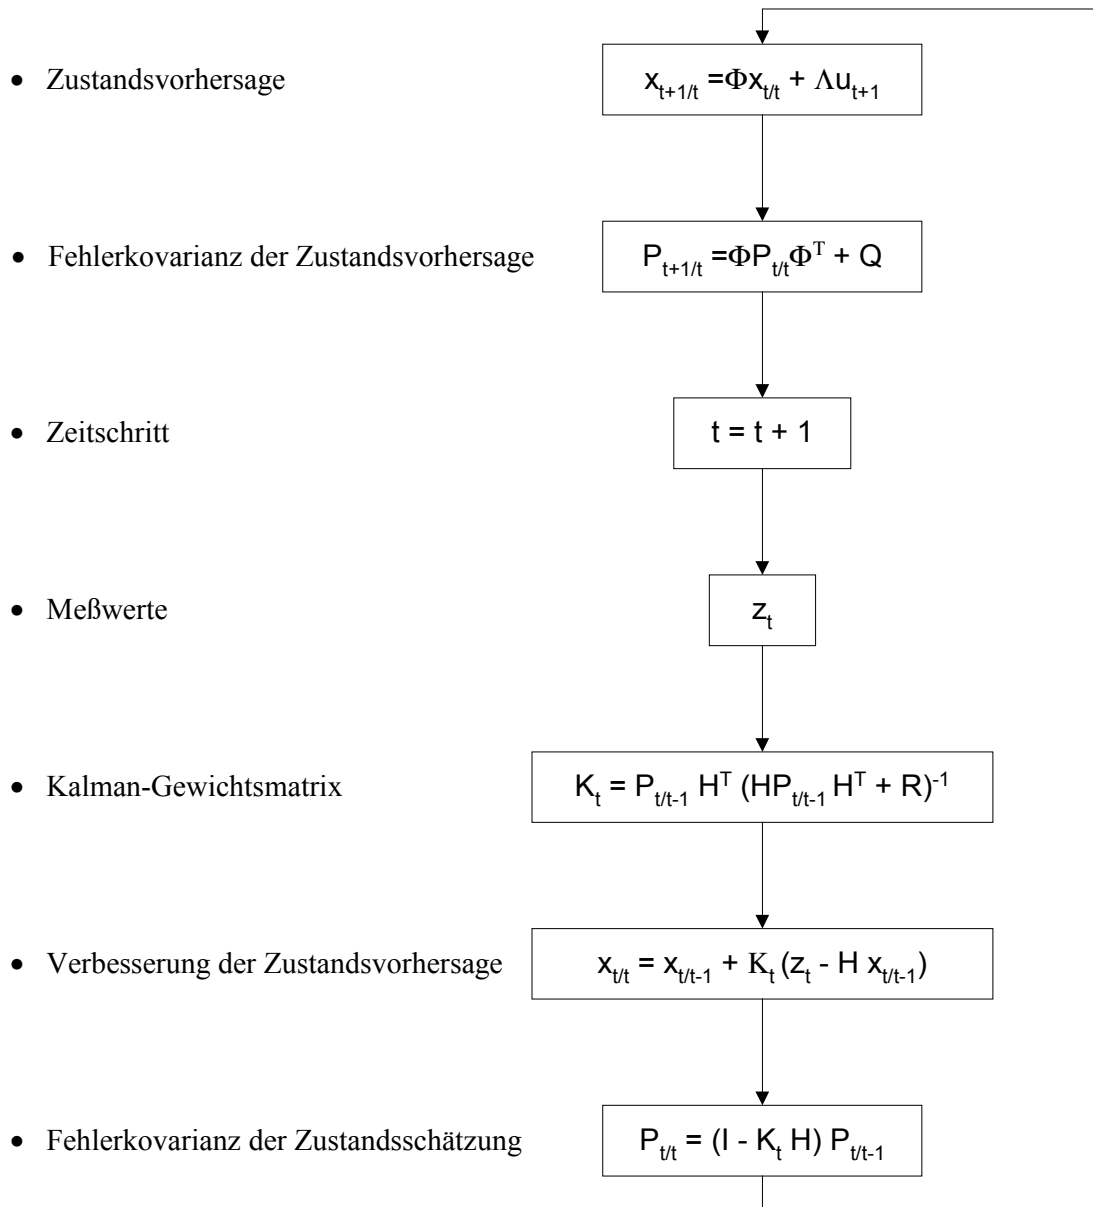 • Zustandsvorhersage
x_{t+1/t} =Φx_{t/t} + Λu_{t+1}
• Fehlerkovarianz der Zustandsvorhersage
P_{t+1/t} =ΦP_{t/t}Φ^T + Q
• Zeitschritt
t = t + 1
• Meßwerte
z_t
• Kalman-Gewichtsmatrix
K_t = P_{t/t-1} H^T (HP_{t/t-1} H^T + R)^{-1}
• Verbesserung der Zustandsvorhersage
x_{t/t} = x_{t/t-1} + K_t (z_t - H x_{t/t-1})
• Fehlerkovarianz der Zustandsschätzung
P_{t/t} = (I - K_t H) P_{t/t-1}